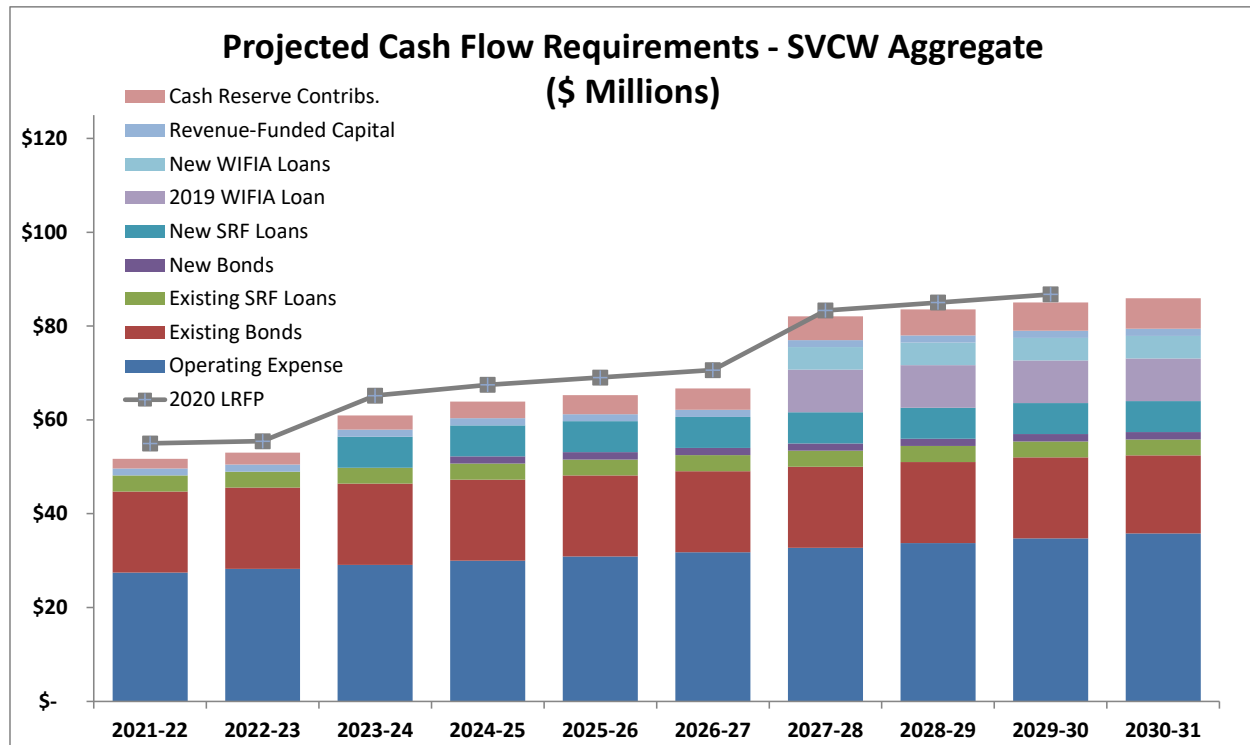 Projected Cash Flow Requirements - SVCW Aggregate
($ Millions)
Cash Reserve Contribs.
Revenue-Funded Capital
New WIFIA Loans
2019 WIFIA Loan
New SRF Loans
New Bonds
Existing SRF Loans
Existing Bonds
Operating Expense
2020 LRFP
$120
$100
$80
$60
$40
$20
$-
2021-22 2022-23 2023-24 2024-25 2025-26 2026-27 2027-28 2028-29 2029-30 2030-31